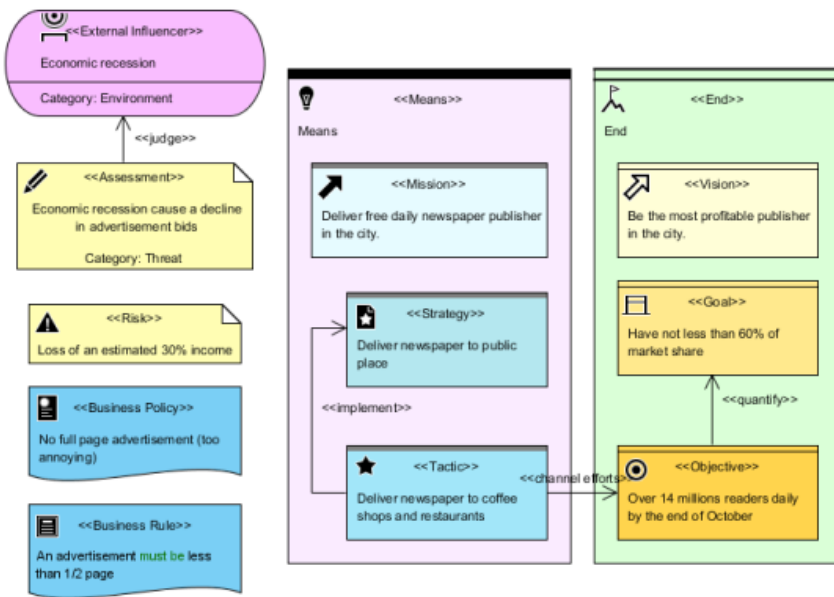 <<External Influencer>>
Economic recession
Category: Environment
<<judge>>
<<Assessment>>
Economic recession cause a decline
in advertisement bids
Category: Threat
<<Risk>>
Loss of an estimated 30% income
<<Business Policy>>
No full page advertisement (too
annoying)
<<Business Rule>>
An advertisement must be less
than 1/2 page
<<Means>>
Means
<<Mission>>
Deliver free daily newspaper publisher
in the city.
<<Strategy>>
Deliver newspaper to public
place
<<implement>>
<<Tactic>>
Deliver newspaper to coffee
shops and restaurants
<<channel efforts>>
<<End>>
End
<<Vision>>
Be the most profitable publisher
in the city.
<<Goal>>
Have not less than 60% of
market share
<<quantify>>
<<Objective>>
Over 14 millions readers daily
by the end of October